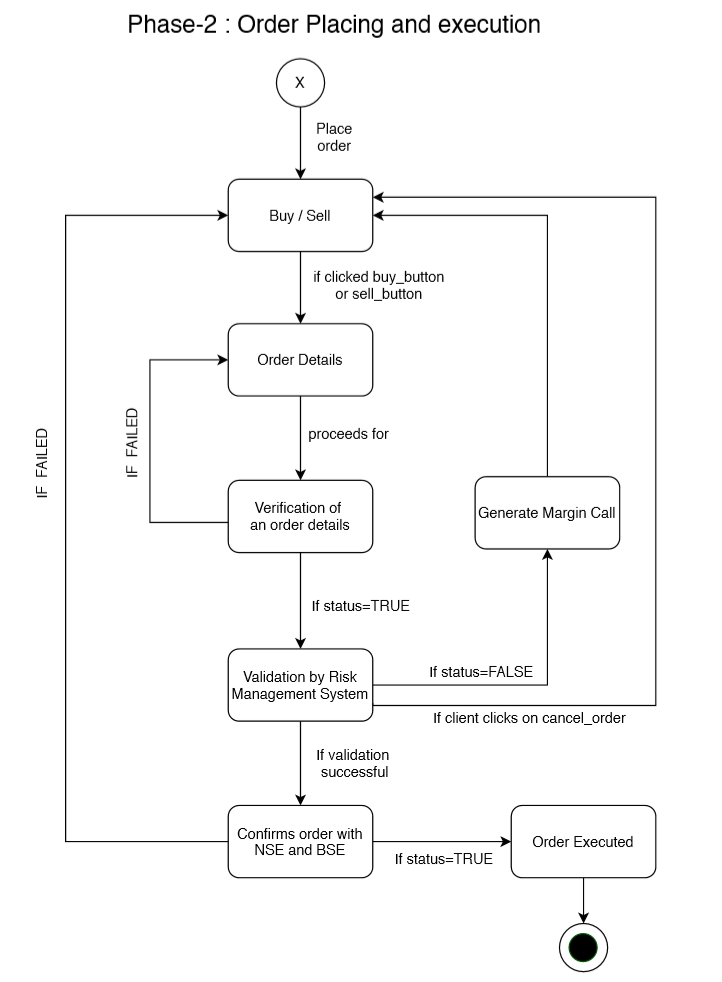 Phase-2 : Order Placing and execution
X
Place
order
Buy / Sell
if clicked buy_button
or sell_button
Order Details
IF FAILED
IF FAILED
proceeds for
Verification of
an order details
Generate Margin Call
If status=TRUE
Validation by Risk
Management System
If status=FALSE
If client clicks on cancel_order
If validation
successful
Confirms order with
NSE and BSE
If status=TRUE
Order Executed